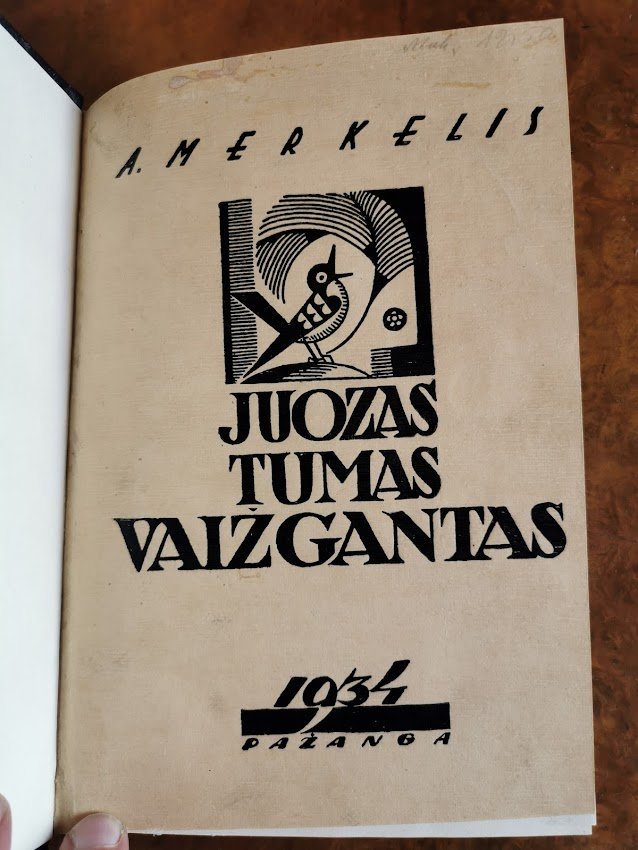 A. MERKELIS
JUOZAS
TUMAS
VAIŽGANTAS
1934
PAŽANGA